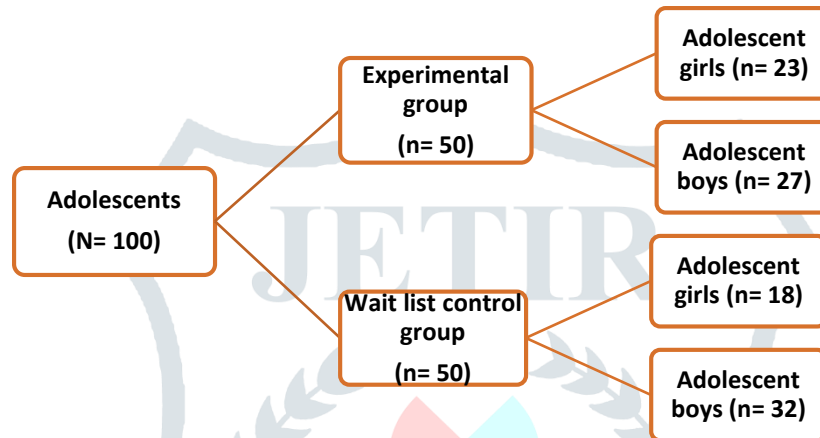 Adolescents
(N= 100)
Experimental
group
(n= 50)
Wait list control
group
(n= 50)
Adolescent
girls (n= 23)
Adolescent
boys (n= 27)
Adolescent
girls (n= 18)
Adolescent
boys (n= 32)
JETIR